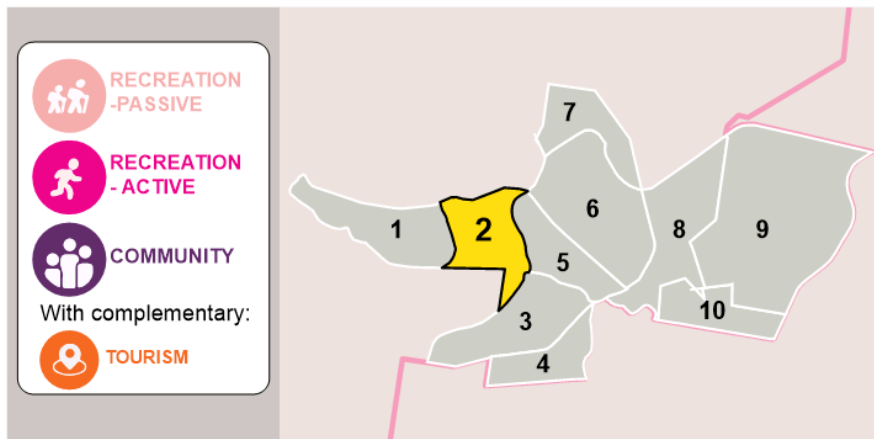 RECREATION
-PASSIVE
RECREATION
- ACTIVE
COMMUNITY
With complementary:
TOURISM
7
6
1
2
8
9
5
10
3
4